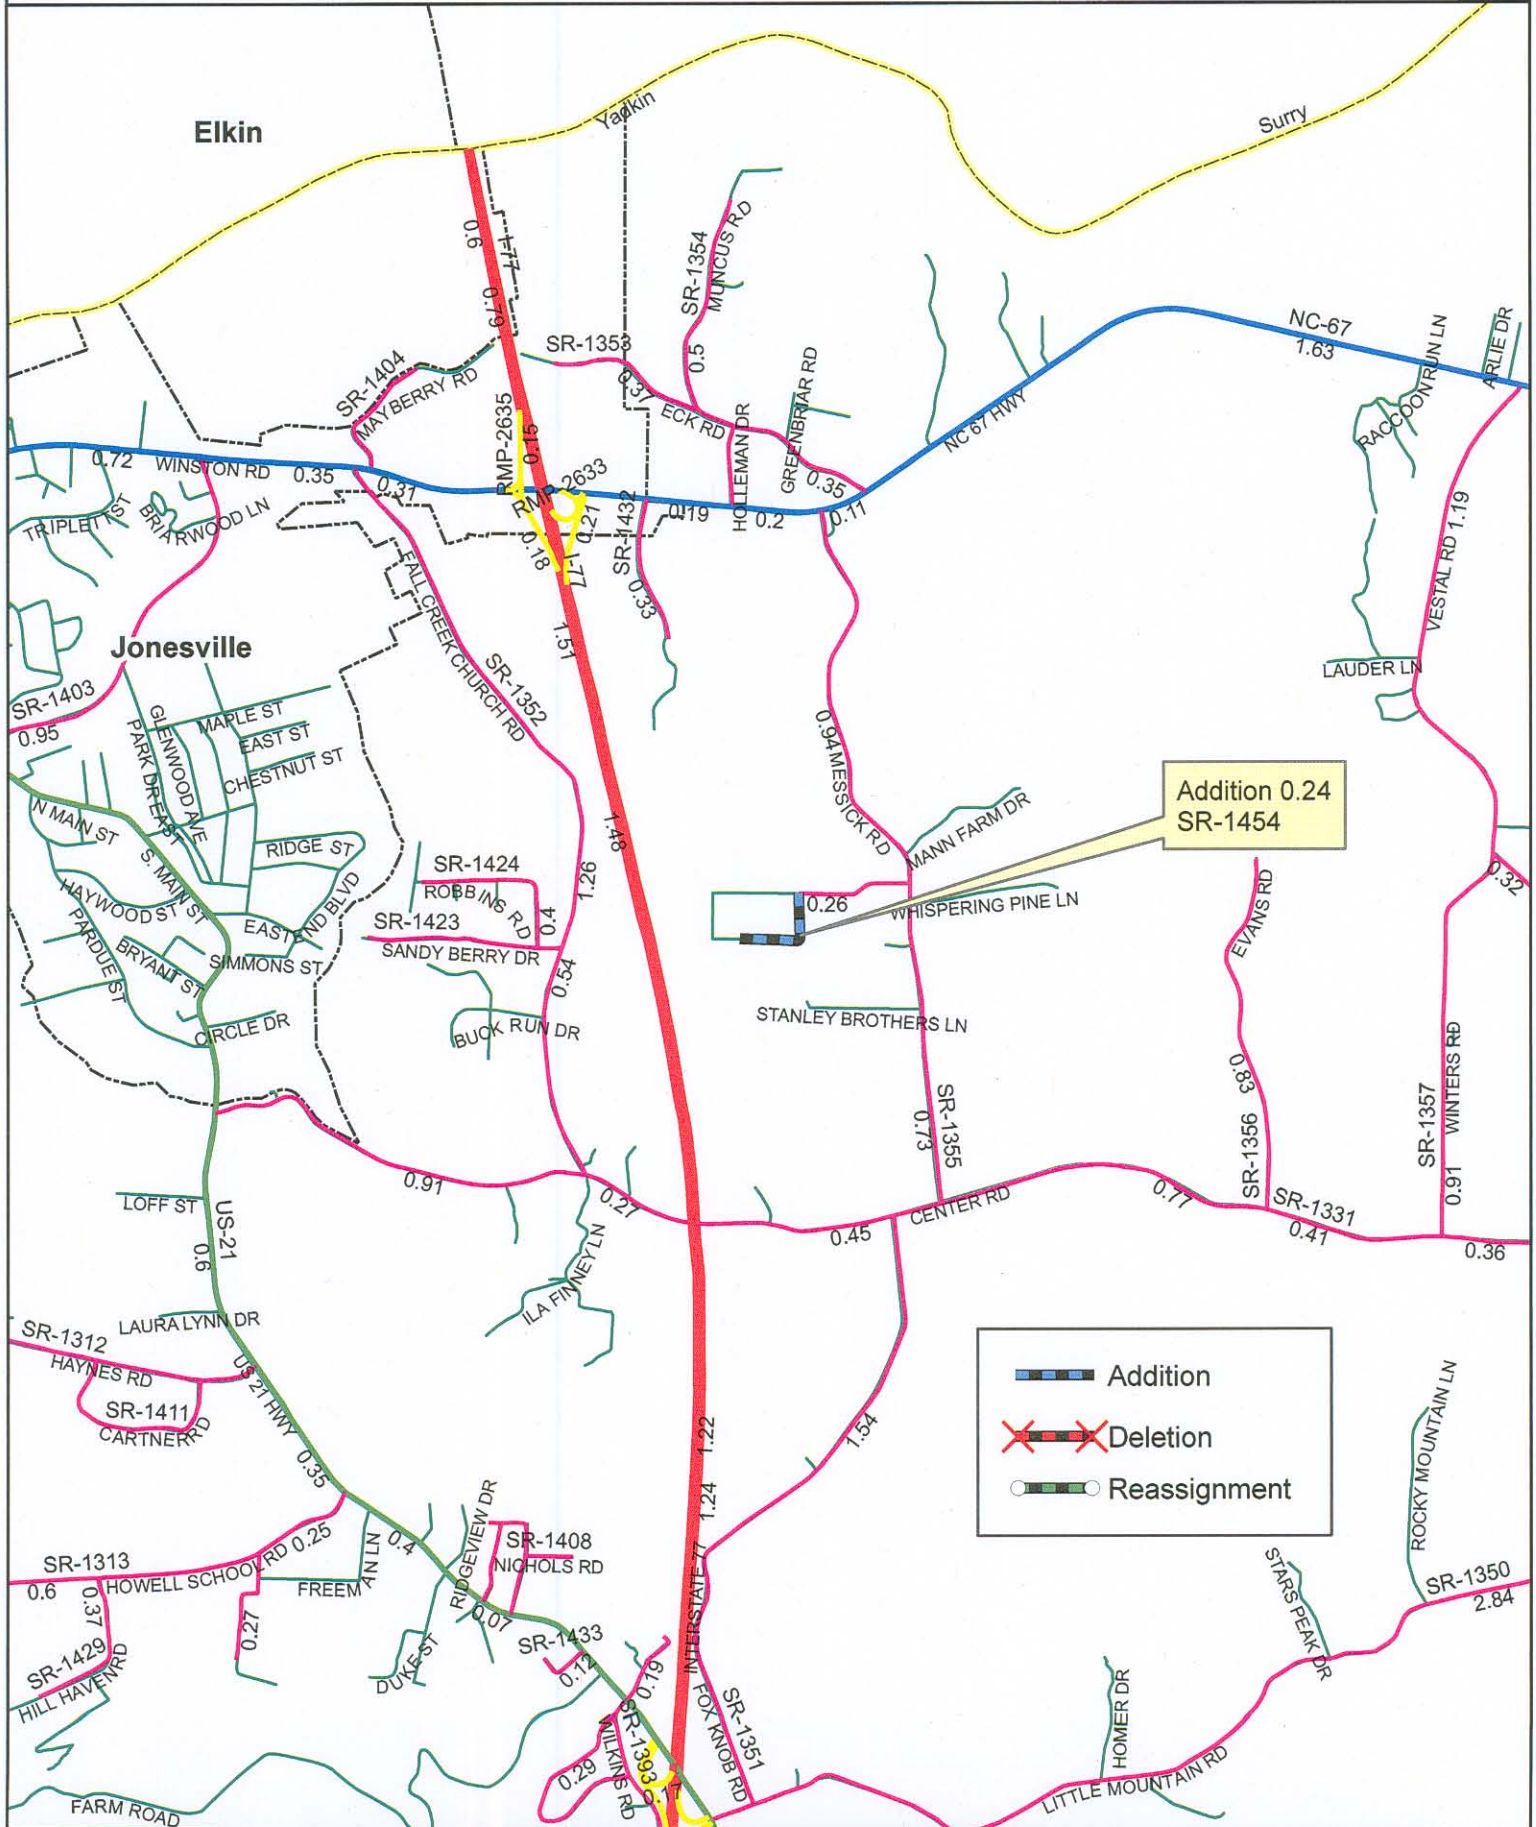 Elkin
Yadkin
Surry
0.6
I-77
0.79
SR-1354
MUNCUS RD
0.5
SR-1353
0.37
ECK RD
SR-1404
MAYBERRY RD
RMP-2635
0.15
RMP-2633
HOLLEMAN DR
GREENBRIAR RD
0.35
NC 67 HWY
NC-67
1.63
ARLIE DR
RACCOON RUN LN
0.72
WINSTON RD
0.35
0.31
0.21
0.18
I-77
SR-1432
0.19
0.2
0.11
0.33
TRIPLETT ST
BRIARWOOD LN
FALL CREEK CHURCH RD
SR-1352
1.51
VESTAL RD 1.19
LAUDER LN
Jonesville
SR-1403
0.95
MAPLE ST
EAST ST
CHESTNUT ST
GLENWOOD AVE
PARK DR EAST
N MAIN ST
S. MAIN ST
RIDGE ST
HAYWOOD ST
EASTEND BLVD
PARDUE ST
BRYANT ST
SIMMONS ST
CIRCLE DR
1.48
1.26
SR-1424
ROBBINS RD
0.4
SR-1423
SANDY BERRY DR
0.54
BUCK RUN DR
0.94
MESSICK RD
MANN FARM DR
Addition 0.24
SR-1454
0.26
WHISPERING PINE LN
STANLEY BROTHERS LN
SR-1355
0.73
EVANS RD
0.83
SR-1356
0.32
SR-1357
WINTERS RD
0.91
0.91
0.27
0.45
CENTER RD
0.77
SR-1331
0.41
0.36
LOFF ST
US-21
0.6
ILA FINNEY LN
LAURA LYNN DR
SR-1312
HAYNES RD
SR-1411
CARTNER RD
US 21 HWY
0.35
1.22
1.24
1.54
Addition
Deletion
Reassignment
ROCKY MOUNTAIN LN
STARS PEAK DR
SR-1350
2.84
SR-1313
0.6
HOWELL SCHOOL RD
0.25
0.37
0.27
FREEMAN LN
0.4
RIDGEVIEW DR
SR-1408
NICHOLS RD
0.07
SR-1433
0.12
DUKE ST
SR-1429
HILL HAVEN RD
INTERSTATE 77
0.19
SR-1393
WILKINS RD
0.29
0.17
SR-1351
FOX KNOB RD
HOMER DR
LITTLE MOUNTAIN RD
FARM ROAD